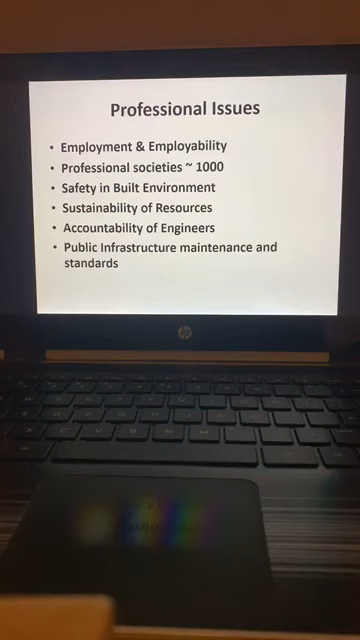 Professional Issues
• Employment & Employability
• Professional societies ~ 1000
• Safety in Built Environment
• Sustainability of Resources
• Accountability of Engineers
• Public Infrastructure maintenance and
standards
hp